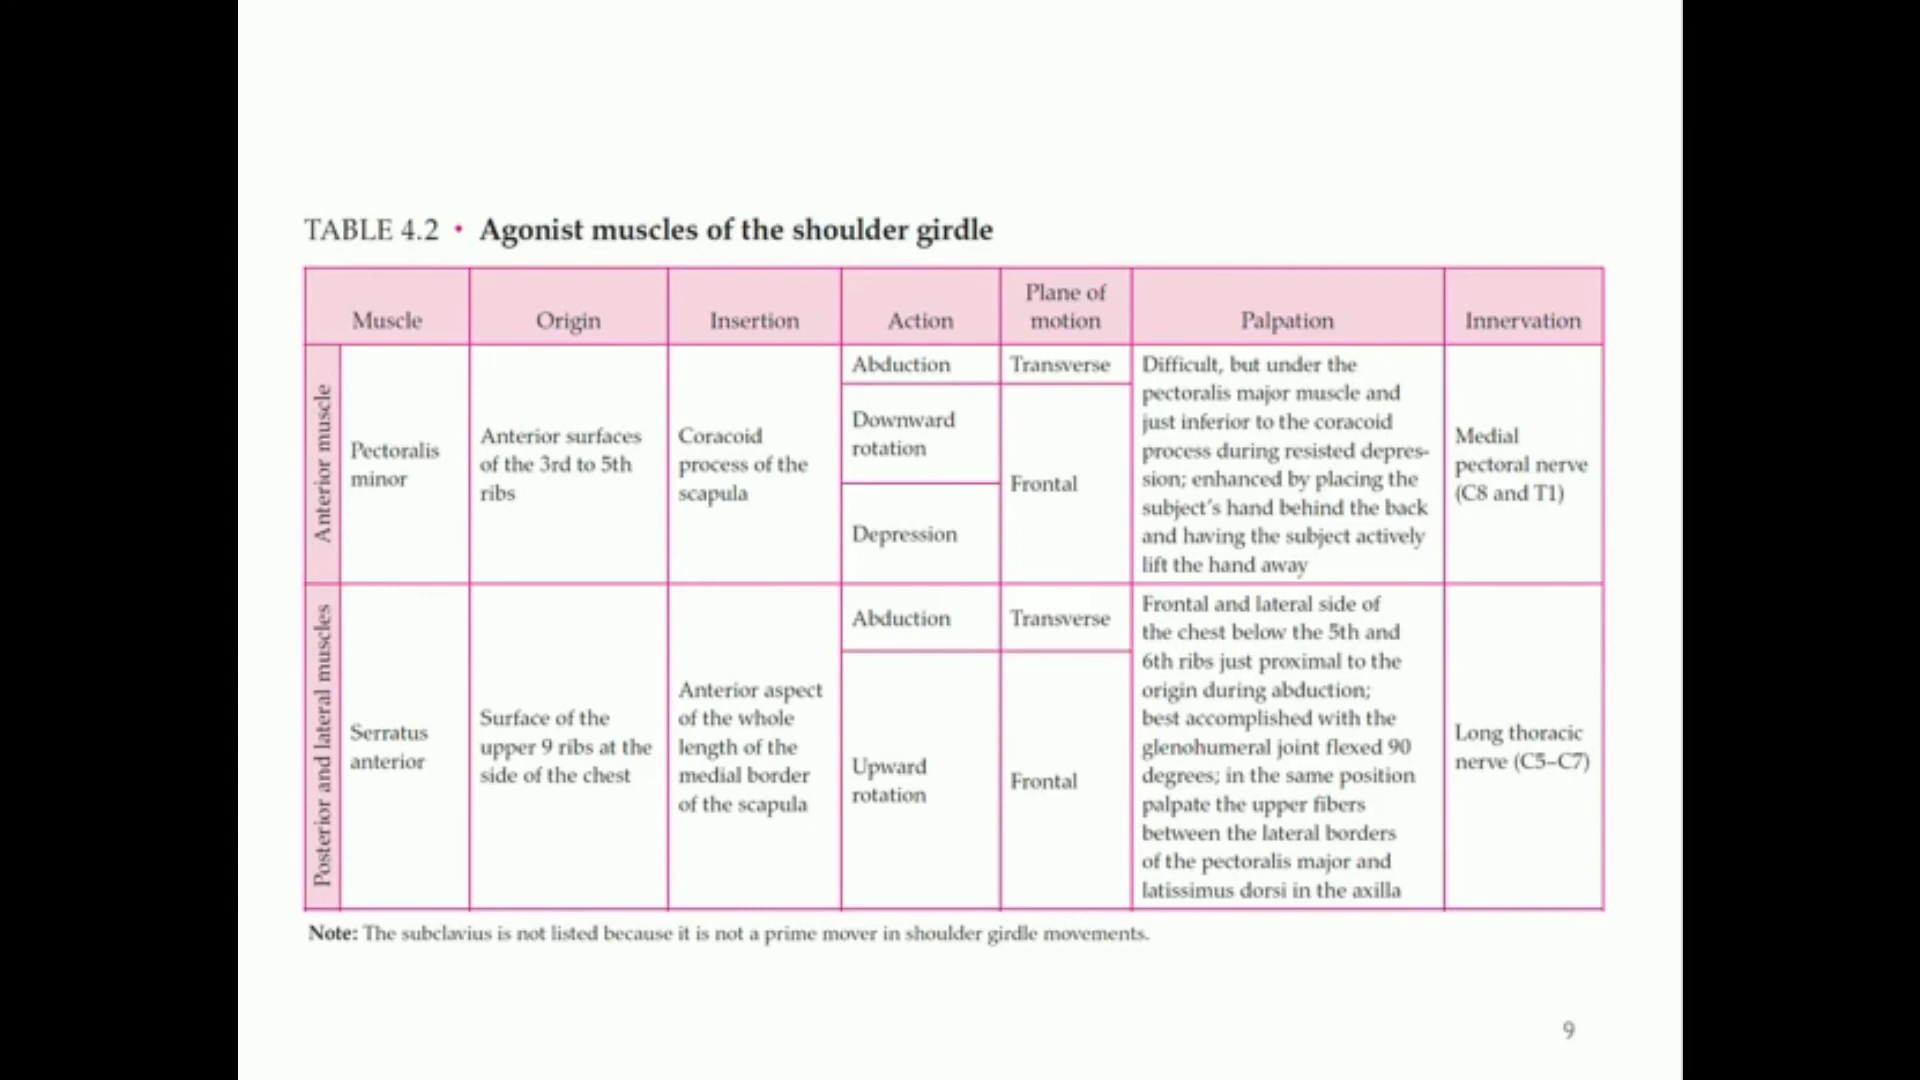 TABLE 4.2 • Agonist muscles of the shoulder girdle
Muscle
Origin
Insertion
Action
Plane of
motion
Palpation
Innervation
Anterior muscle
Pectoralis
minor
Anterior surfaces
of the 3rd to 5th
ribs
Coracoid
process of the
scapula
Abduction
Transverse
Downward
rotation
Depression
Frontal
Difficult, but under the
pectoralis major muscle and
just inferior to the coracoid
process during resisted depres-
sion; enhanced by placing the
subject's hand behind the back
and having the subject actively
lift the hand away
Medial
pectoral nerve
(C8 and T1)
Posterior and lateral muscles
Serratus
anterior
Surface of the
upper 9 ribs at the
side of the chest
Anterior aspect
of the whole
length of the
medial border
of the scapula
Abduction
Transverse
Upward
rotation
Frontal
Frontal and lateral side of
the chest below the 5th and
6th ribs just proximal to the
origin during abduction;
best accomplished with the
glenohumeral joint flexed 90
degrees; in the same position
palpate the upper fibers
between the lateral borders
of the pectoralis major and
latissimus dorsi in the axilla
Long thoracic
nerve (C5–C7)
Note: The subclavius is not listed because it is not a prime mover in shoulder girdle movements.
9